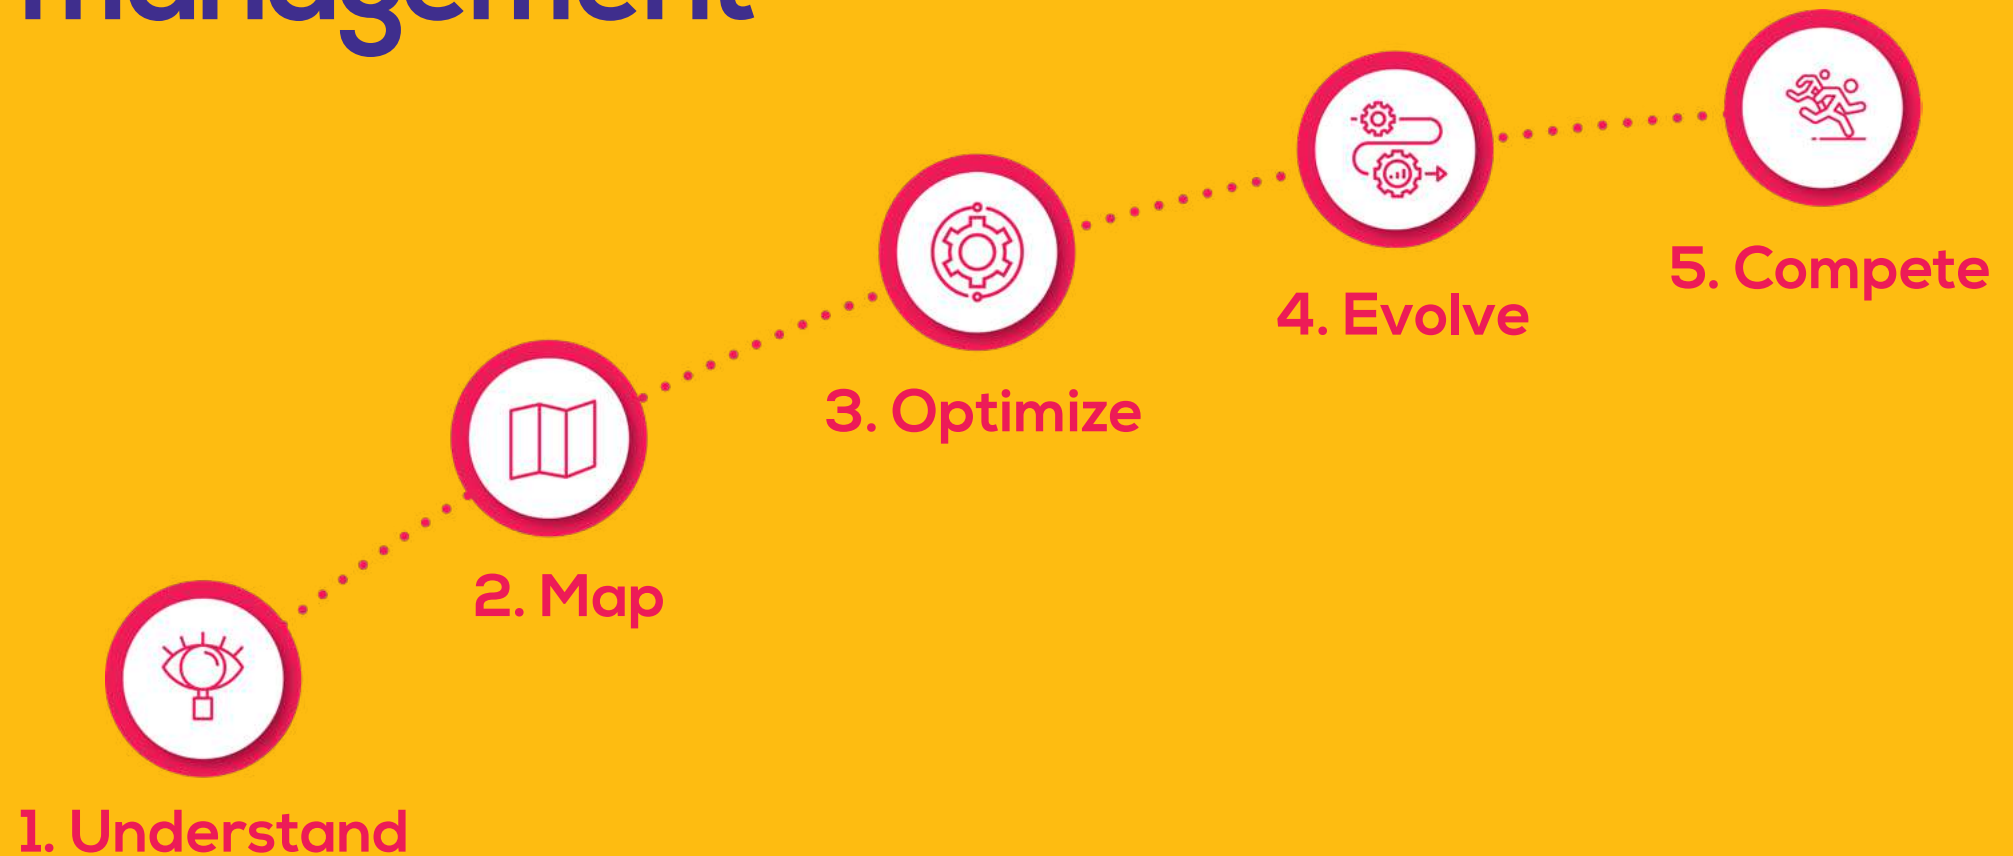 management
1. Understand
2. Map
3. Optimize
4. Evolve
5. Compete